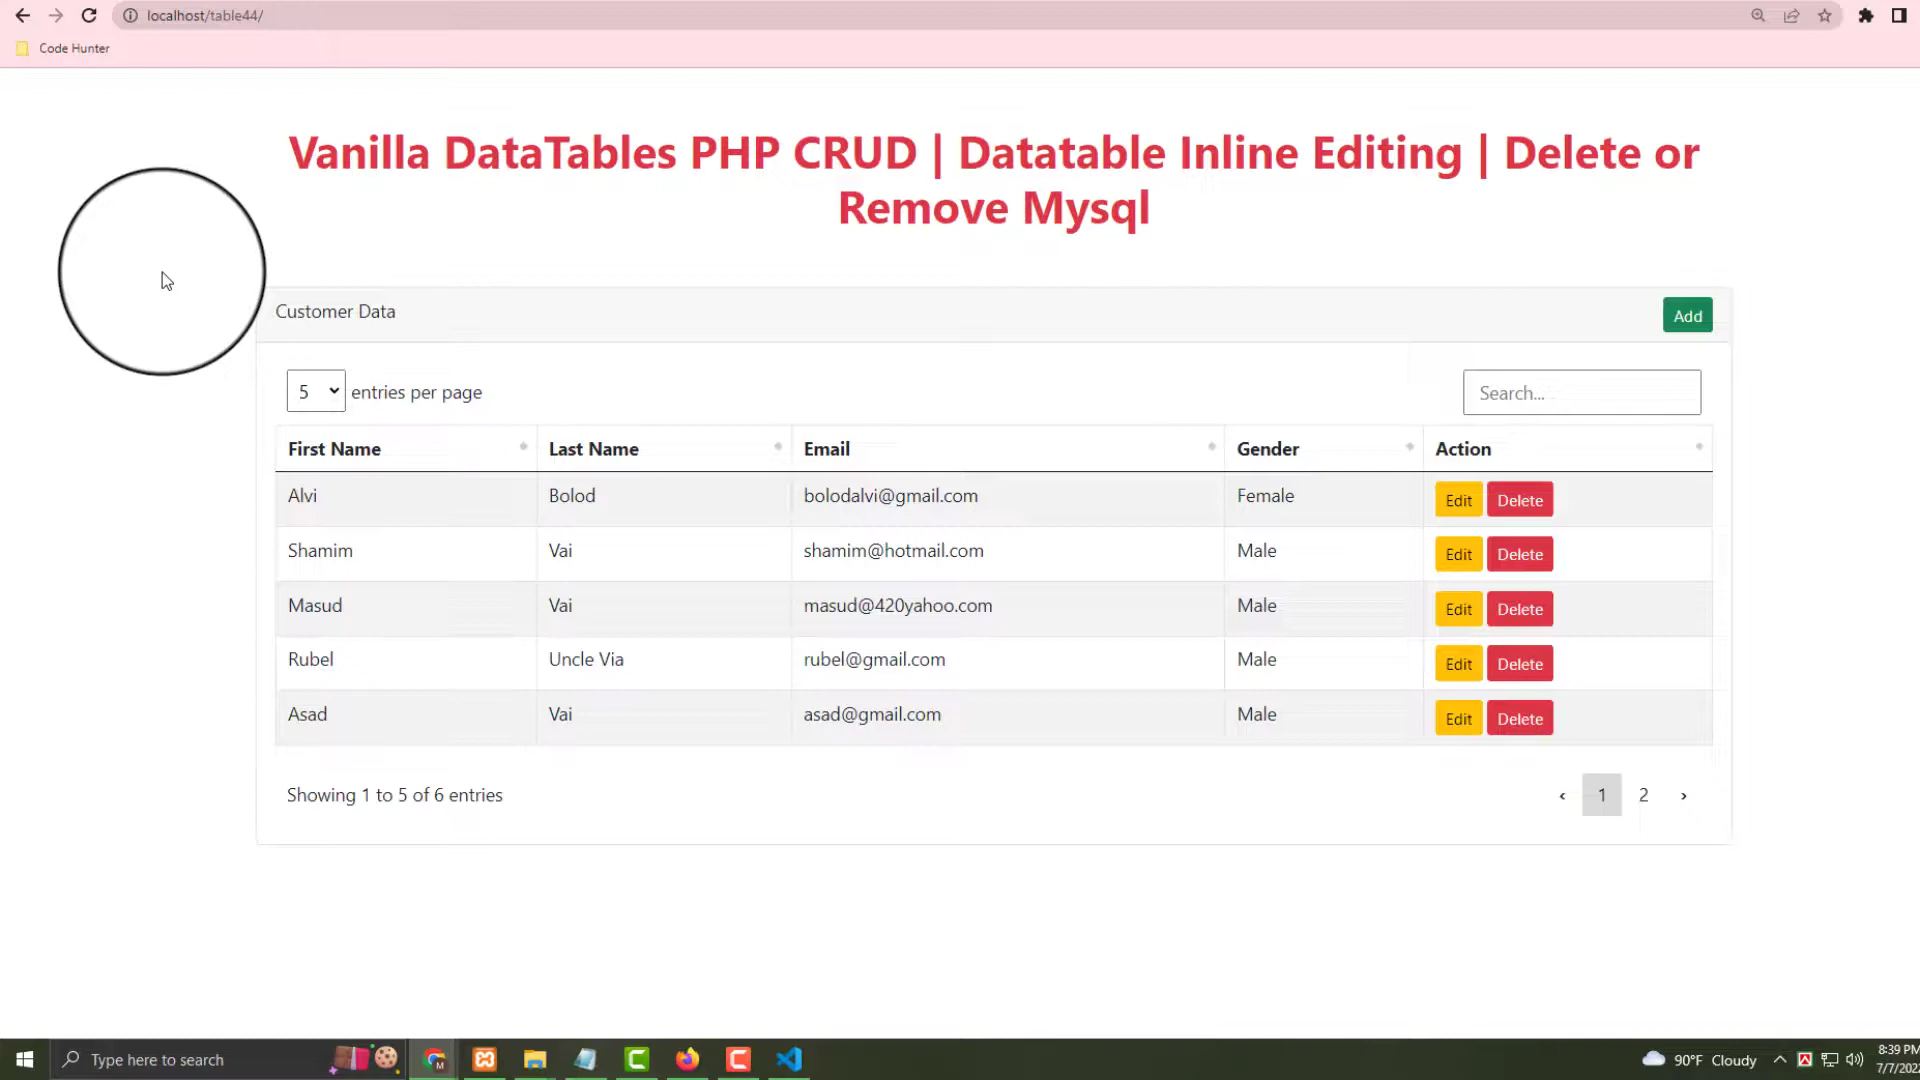 localhost/table44/
Code Hunter
Vanilla DataTables PHP CRUD | Datatable Inline Editing | Delete or
Remove Mysql
Customer Data
Add
5 entries per page
Search...
First Name Last Name Email Gender Action
Alvi Bolod bolodalvi@gmail.com Female Edit Delete
Shamim Vai shamim@hotmail.com Male Edit Delete
Masud Vai masud@420yahoo.com Male Edit Delete
Rubel Uncle Via rubel@gmail.com Male Edit Delete
Asad Vai asad@gmail.com Male Edit Delete
Showing 1 to 5 of 6 entries
‹ 1 2 ›
Type here to search
90°F Cloudy
8:39 PM